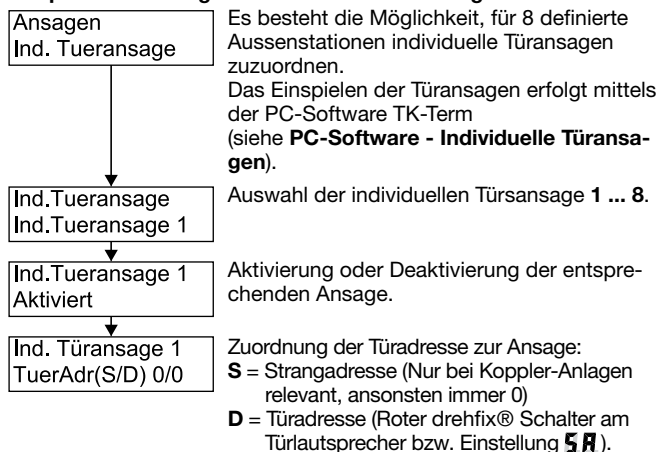 Ansagen
Ind. Tueransage
Es besteht die Möglichkeit, für 8 definierte
Aussenstationen individuelle Türansagen
zuzuordnen.
Das Einspielen der Türansagen erfolgt mittels
der PC-Software TK-Term
(siehe PC-Software - Individuelle Türansa-
gen).
Ind.Tueransage
Ind.Tueransage 1
Auswahl der individuellen Türsansage 1 ... 8.
Ind.Tueransage 1
Aktiviert
Aktivierung oder Deaktivierung der entspre-
chenden Ansage.
Ind. Türansage 1
TuerAdr(S/D) 0/0
Zuordnung der Türadresse zur Ansage:
S = Strangadresse (Nur bei Koppler-Anlagen
relevant, ansonsten immer 0)
D = Türadresse (Roter drehfix® Schalter am
Türlautsprecher bzw. Einstellung 5A).